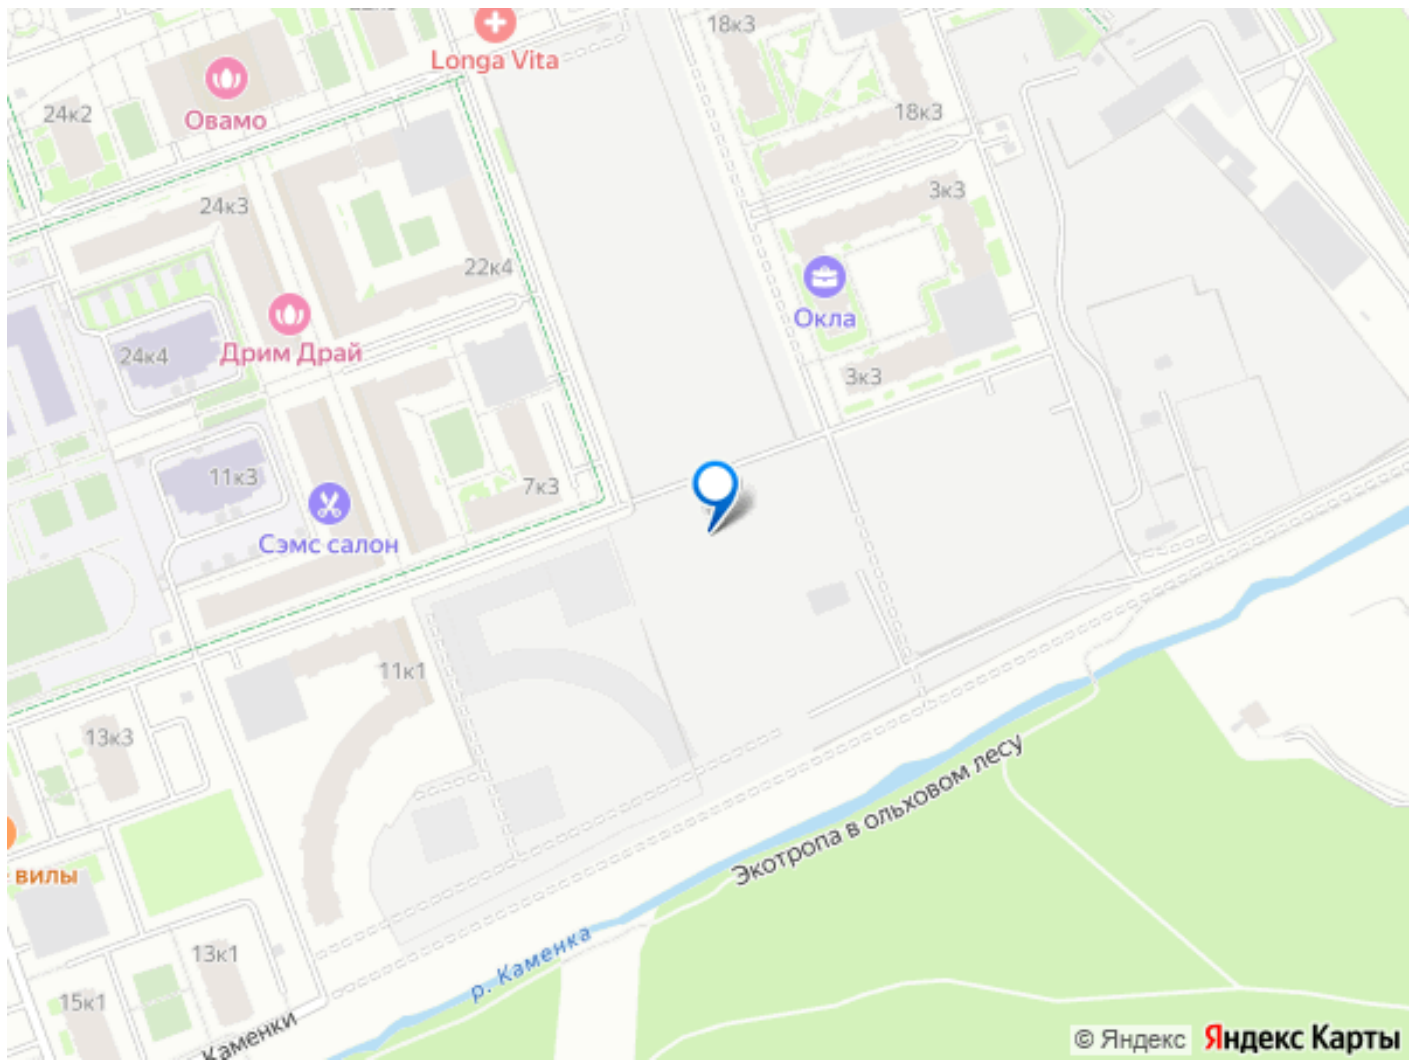 18к3
Longa Vita
24к2
Овамо
18к3
24к3
3к3
22к4
Окла
24к4
Дрим Драй
3к3
11к3
7к3
Сэмс салон
11к1
13к3
Экотропа в ольховом лесу
вилы
р. Каменка
13к1
15к1
Каменки
© Яндекс
Яндекс Карты